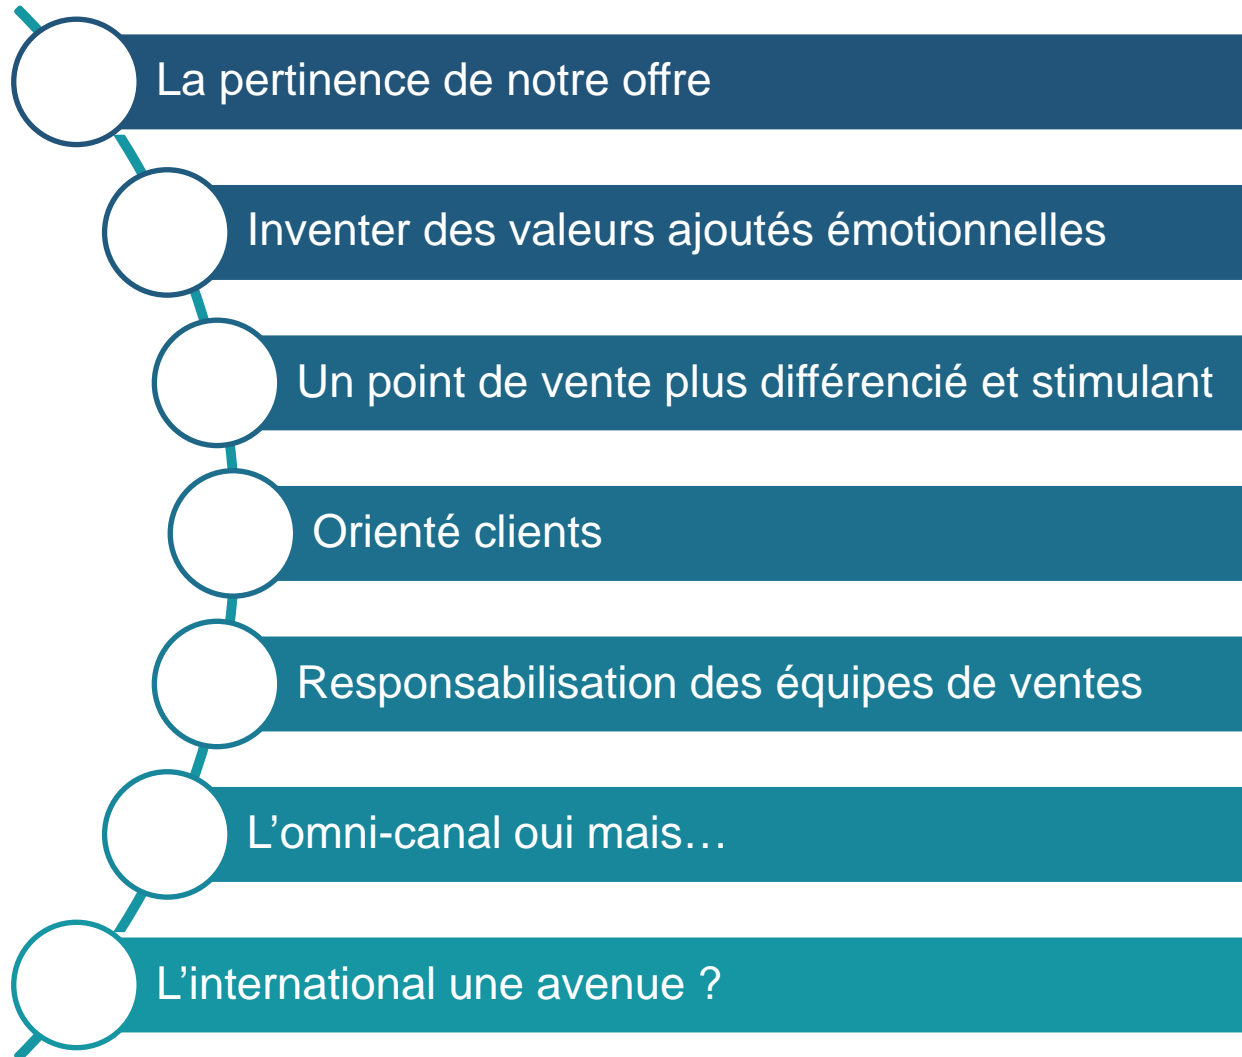 La pertinence de notre offre
Inventer des valeurs ajoutés émotionnelles
Un point de vente plus différencié et stimulant
Orienté clients
Responsabilisation des équipes de ventes
L’omni-canal oui mais…
L’international une avenue ?